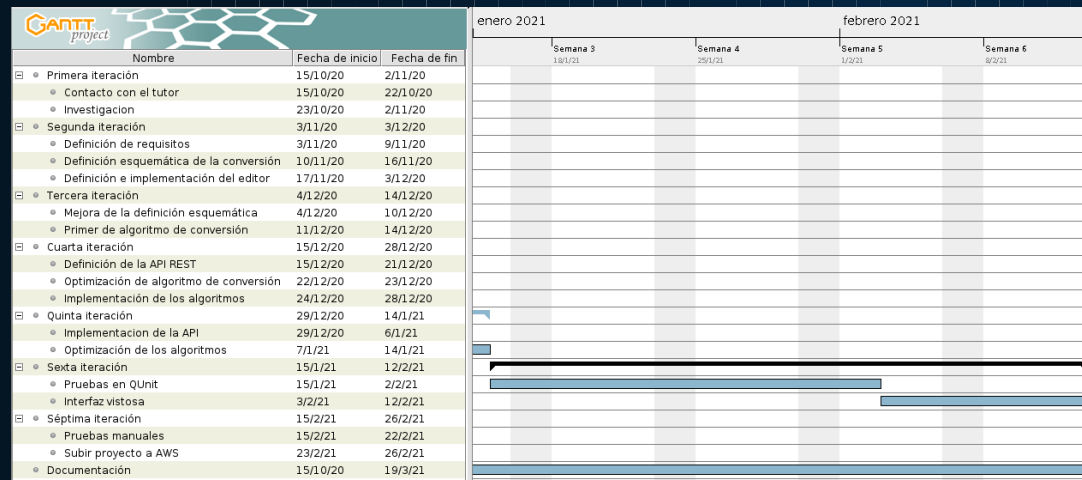 GANTT project
enero 2021 febrero 2021
Semana 3 Semana 4 Semana 5 Semana 6
18/1/21 25/1/21 1/2/21 8/2/21
Nombre Fecha de inicio Fecha de fin
Primera iteración 15/10/20 2/11/20
Contacto con el tutor 15/10/20 22/10/20
Investigacion 23/10/20 2/11/20
Segunda iteración 3/11/20 3/12/20
Definición de requisitos 3/11/20 9/11/20
Definición esquemática de la conversión 10/11/20 16/11/20
Definición e implementación del editor 17/11/20 3/12/20
Tercera iteración 4/12/20 14/12/20
Mejora de la definición esquemática 4/12/20 10/12/20
Primer de algoritmo de conversión 11/12/20 14/12/20
Cuarta iteración 15/12/20 28/12/20
Definición de la API REST 15/12/20 21/12/20
Optimización de algoritmo de conversión 22/12/20 23/12/20
Implementación de los algoritmos 24/12/20 28/12/20
Quinta iteración 29/12/20 14/1/21
Implementacion de la API 29/12/20 6/1/21
Optimización de los algoritmos 7/1/21 14/1/21
Sexta iteración 15/1/21 12/2/21
Pruebas en QUnit 15/1/21 2/2/21
Interfaz vistosa 3/2/21 12/2/21
Séptima iteración 15/2/21 26/2/21
Pruebas manuales 15/2/21 22/2/21
Subir proyecto a AWS 23/2/21 26/2/21
Documentación 15/10/20 19/3/21